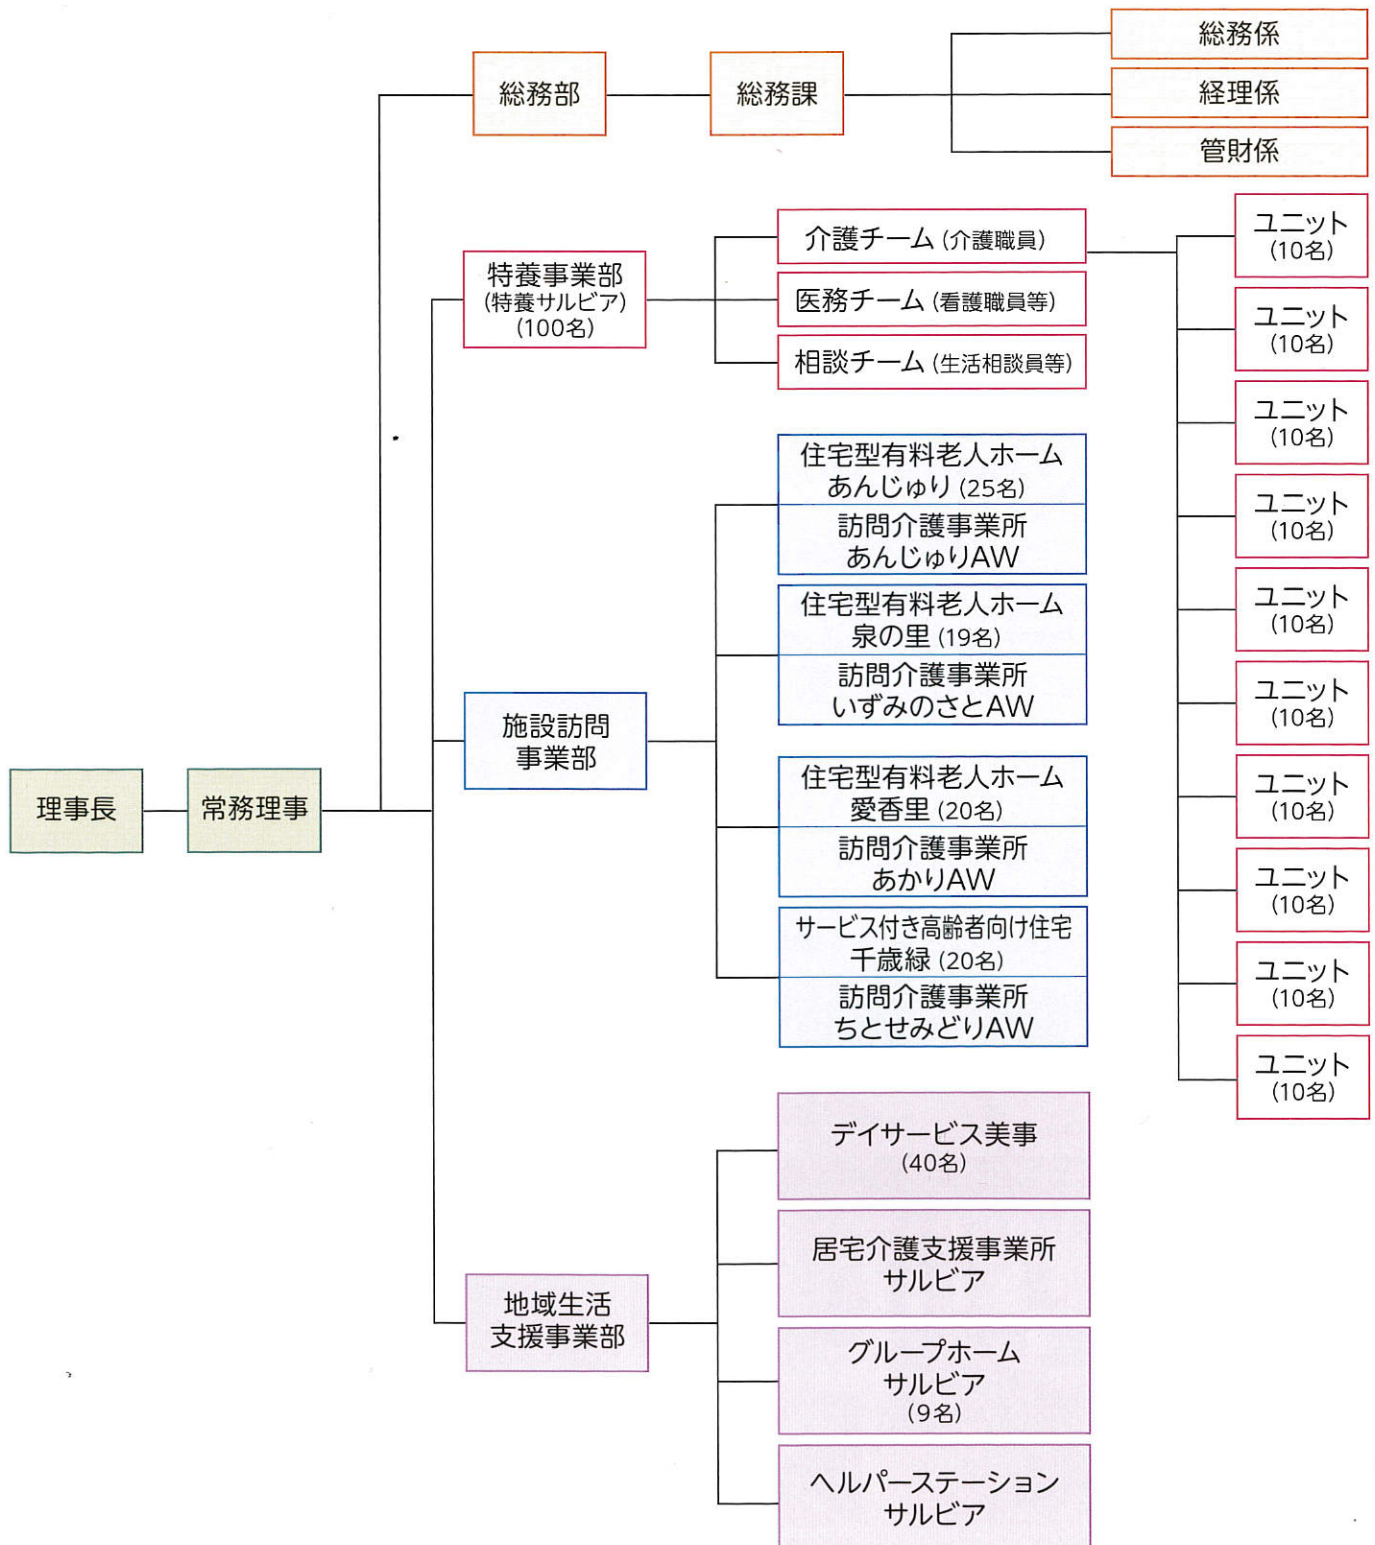 総務部
総務課
総務係
経理係
管財係
特養事業部
(特養サルビア)
(100名)
介護チーム (介護職員)
医務チーム (看護職員等)
相談チーム (生活相談員等)
ユニット
(10名)
ユニット
(10名)
ユニット
(10名)
ユニット
(10名)
ユニット
(10名)
ユニット
(10名)
ユニット
(10名)
ユニット
(10名)
ユニット
(10名)
ユニット
(10名)
理事長
常務理事
施設訪問
事業部
住宅型有料老人ホーム
あんじゅり (25名)
訪問介護事業所
あんじゅりAW
住宅型有料老人ホーム
泉の里 (19名)
訪問介護事業所
いずみのさとAW
住宅型有料老人ホーム
愛香里 (20名)
訪問介護事業所
あかりAW
サービス付き高齢者向け住宅
千歳緑 (20名)
訪問介護事業所
ちとせみどりAW
地域生活
支援事業部
デイサービス美事
(40名)
居宅介護支援事業所
サルビア
グループホーム
サルビア
(9名)
ヘルパーステーション
サルビア